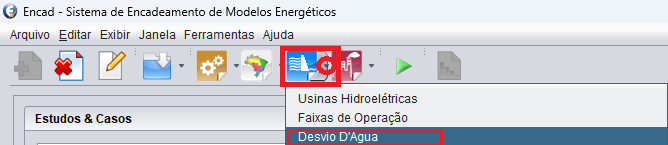 Encad - Sistema de Encadeamento de Modelos Energéticos
Arquivo Editar Exibir Janela Ferramentas Ajuda
Usinas Hidroelétricas
Faixas de Operação
Estudos & Casos
Desvio D'Agua